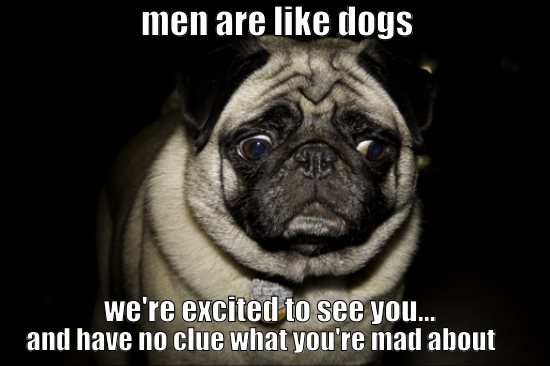 men are like dogs
we're excited to see you...
and have no clue what you're mad about